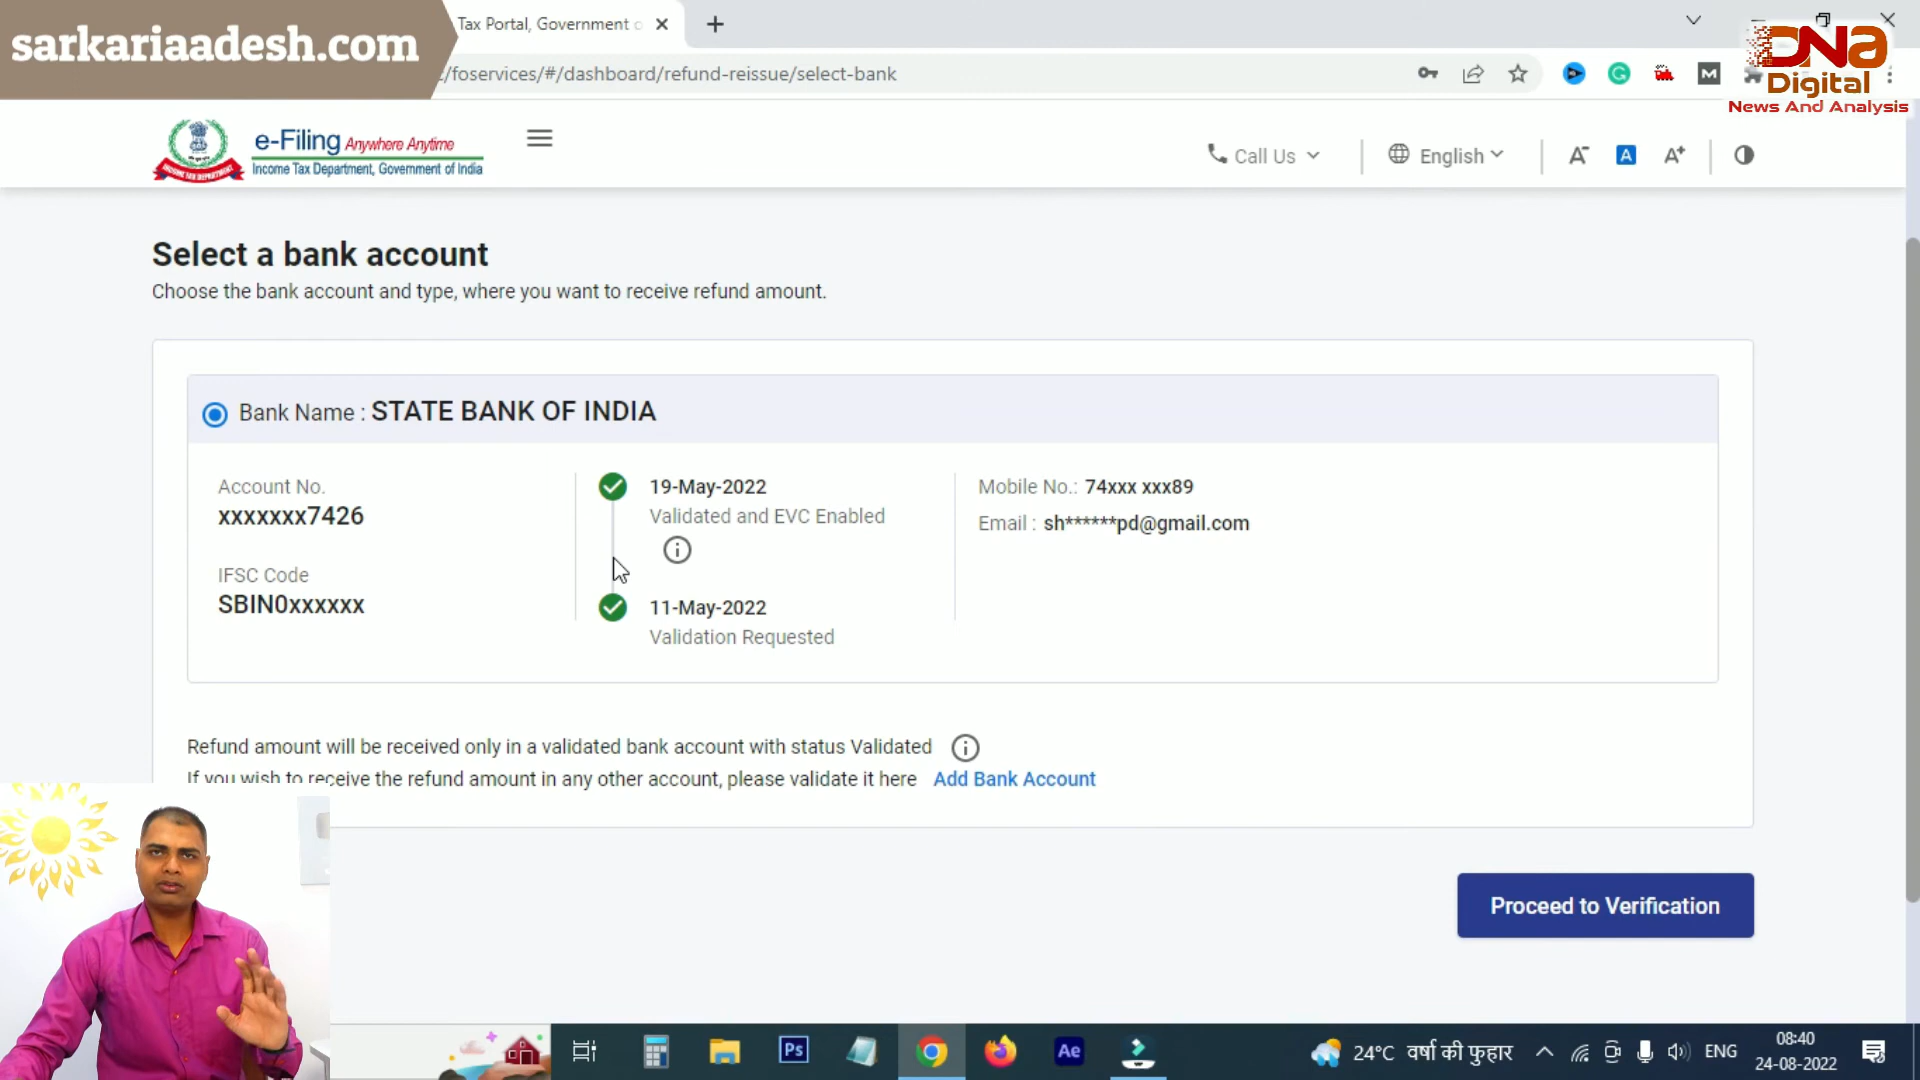 sarkariaadesh.com
Tax Portal, Government o
/foservices/#/dashboard/refund-reissue/select-bank
M
DNA
Digital
News And Analysis
e-Filing Anywhere Anytime
Income Tax Department, Government of India
Call Us
English
A-
A
A+
Select a bank account
Choose the bank account and type, where you want to receive refund amount.
Bank Name : STATE BANK OF INDIA
Account No.
xxxxxxx7426
IFSC Code
SBIN0xxxxxx
19-May-2022
Validated and EVC Enabled
11-May-2022
Validation Requested
Mobile No.: 74xxx xxx89
Email : sh******pd@gmail.com
Refund amount will be received only in a validated bank account with status Validated
If you wish to receive the refund amount in any other account, please validate it here Add Bank Account
Proceed to Verification
Ps
Ae
24°C वर्षा की फुहार
ENG
08:40
24-08-2022